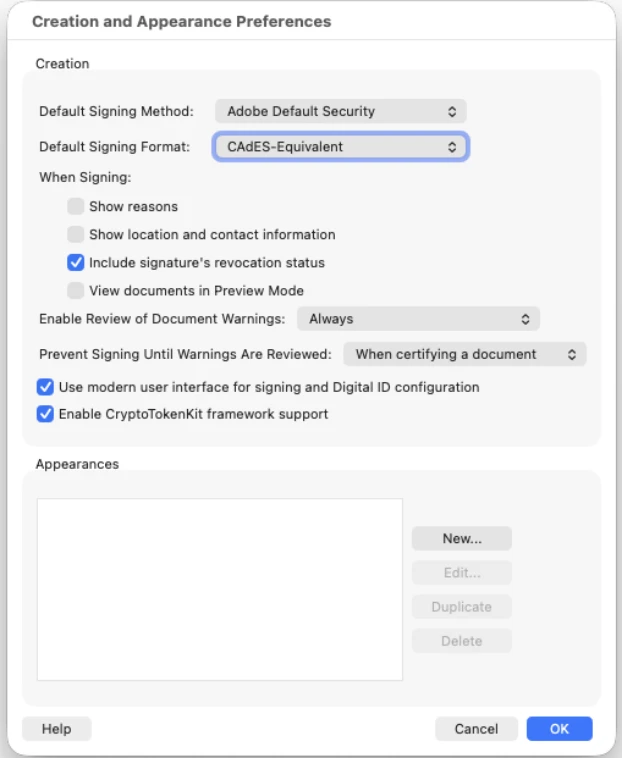 Creation and Appearance Preferences
Creation
Default Signing Method: Adobe Default Security
Default Signing Format: CAdES-Equivalent
When Signing:
Show reasons
Show location and contact information
Include signature's revocation status
View documents in Preview Mode
Enable Review of Document Warnings: Always
Prevent Signing Until Warnings Are Reviewed: When certifying a document
Use modern user interface for signing and Digital ID configuration
Enable CryptoTokenKit framework support
Appearances
New...
Edit...
Duplicate
Delete
Help Cancel OK